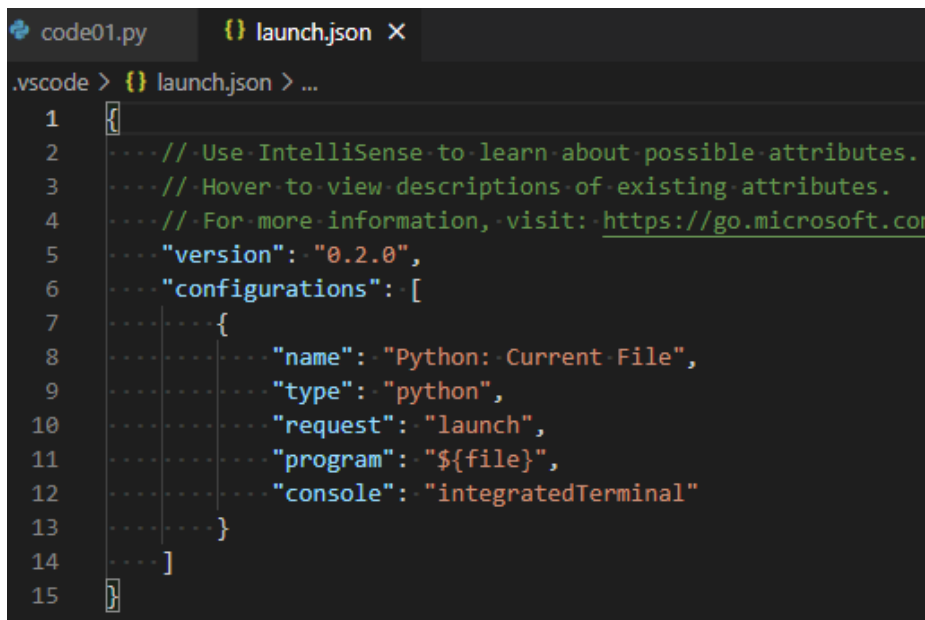 code01.py {} launch.json ×
.vscode > {} launch.json > ...
1 {
2 // Use IntelliSense to learn about possible attributes.
3 // Hover to view descriptions of existing attributes.
4 // For more information, visit: https://go.microsoft.co
5 "version": "0.2.0",
6 "configurations": [
7 {
8 "name": "Python: Current File",
9 "type": "python",
10 "request": "launch",
11 "program": "${file}",
12 "console": "integratedTerminal"
13 }
14 ]
15 }